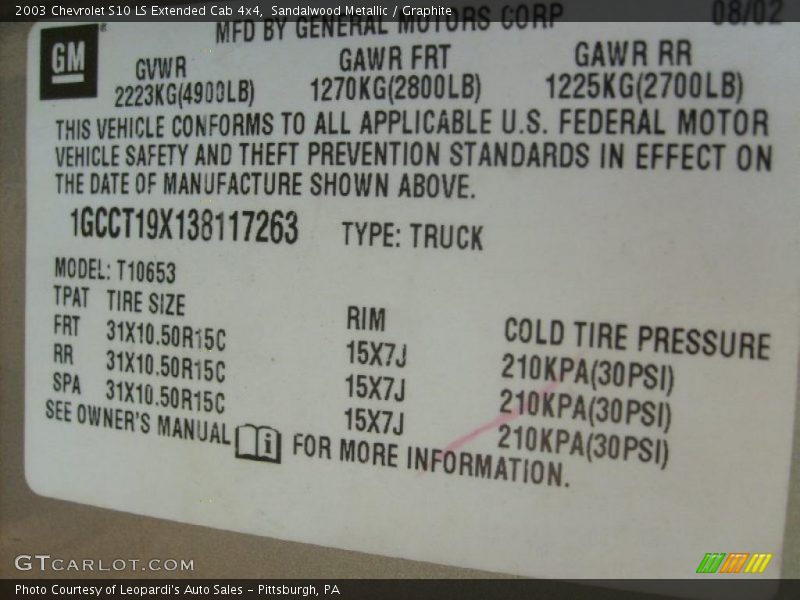 2003 Chevrolet S10 LS Extended Cab 4x4, Sandalwood Metallic / Graphite
MFD BY GENERAL MOTORS CORP 08/02
GM
GVWR GAWR FRT GAWR RR
2223KG(4900LB) 1270KG(2800LB) 1225KG(2700LB)
THIS VEHICLE CONFORMS TO ALL APPLICABLE U.S. FEDERAL MOTOR
VEHICLE SAFETY AND THEFT PREVENTION STANDARDS IN EFFECT ON
THE DATE OF MANUFACTURE SHOWN ABOVE.
1GCCT19X138117263 TYPE: TRUCK
MODEL: T10653
TPAT TIRE SIZE RIM COLD TIRE PRESSURE
FRT 31X10.50R15C 15X7J 210KPA(30PSI)
RR 31X10.50R15C 15X7J 210KPA(30PSI)
SPA 31X10.50R15C 15X7J 210KPA(30PSI)
SEE OWNER'S MANUAL i FOR MORE INFORMATION.
GTCARLOT.COM
Photo Courtesy of Leopardi's Auto Sales - Pittsburgh, PA